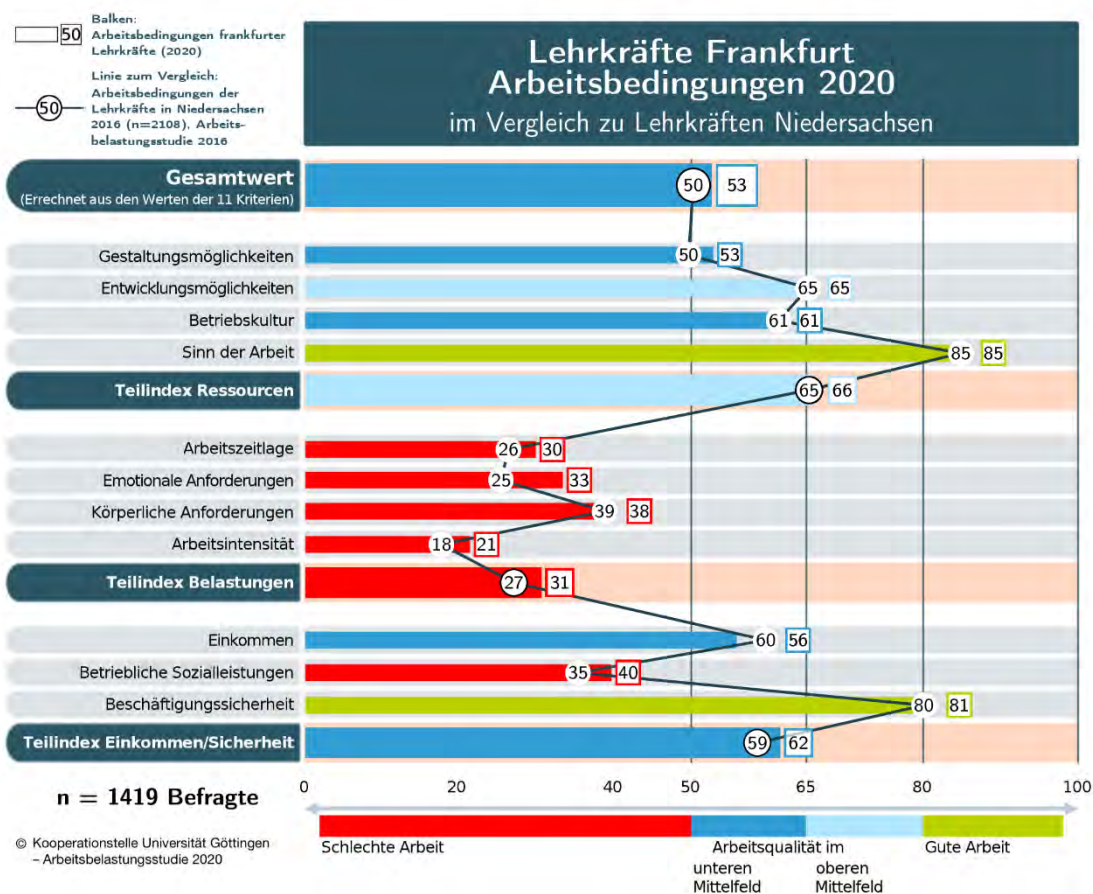 50
Balken:
Arbeitsbedingungen frankfurter
Lehrkräfte (2020)
50
Linie zum Vergleich:
Arbeitsbedingungen der
Lehrkräfte in Niedersachsen
2016 (n=2108), Arbeits-
belastungsstudie 2016
Lehrkräfte Frankfurt
Arbeitsbedingungen 2020
im Vergleich zu Lehrkräften Niedersachsen
Gesamtwert
(Errechnet aus den Werten der 11 Kriterien)
50 53
Gestaltungsmöglichkeiten 50 53
Entwicklungsmöglichkeiten 65 65
Betriebskultur 61 61
Sinn der Arbeit 85 85
Teilindex Ressourcen 65 66
Arbeitszeitlage 26 30
Emotionale Anforderungen 25 33
Körperliche Anforderungen 39 38
Arbeitsintensität 18 21
Teilindex Belastungen 27 31
Einkommen 60 56
Betriebliche Sozialleistungen 35 40
Beschäftigungssicherheit 80 81
Teilindex Einkommen/Sicherheit 59 62
0 20 40 50 65 80 100
n = 1419 Befragte
© Kooperationstelle Universität Göttingen
– Arbeitsbelastungsstudie 2020
Schlechte Arbeit
Arbeitsqualität im
unteren
Mittelfeld
oberen
Mittelfeld
Gute Arbeit